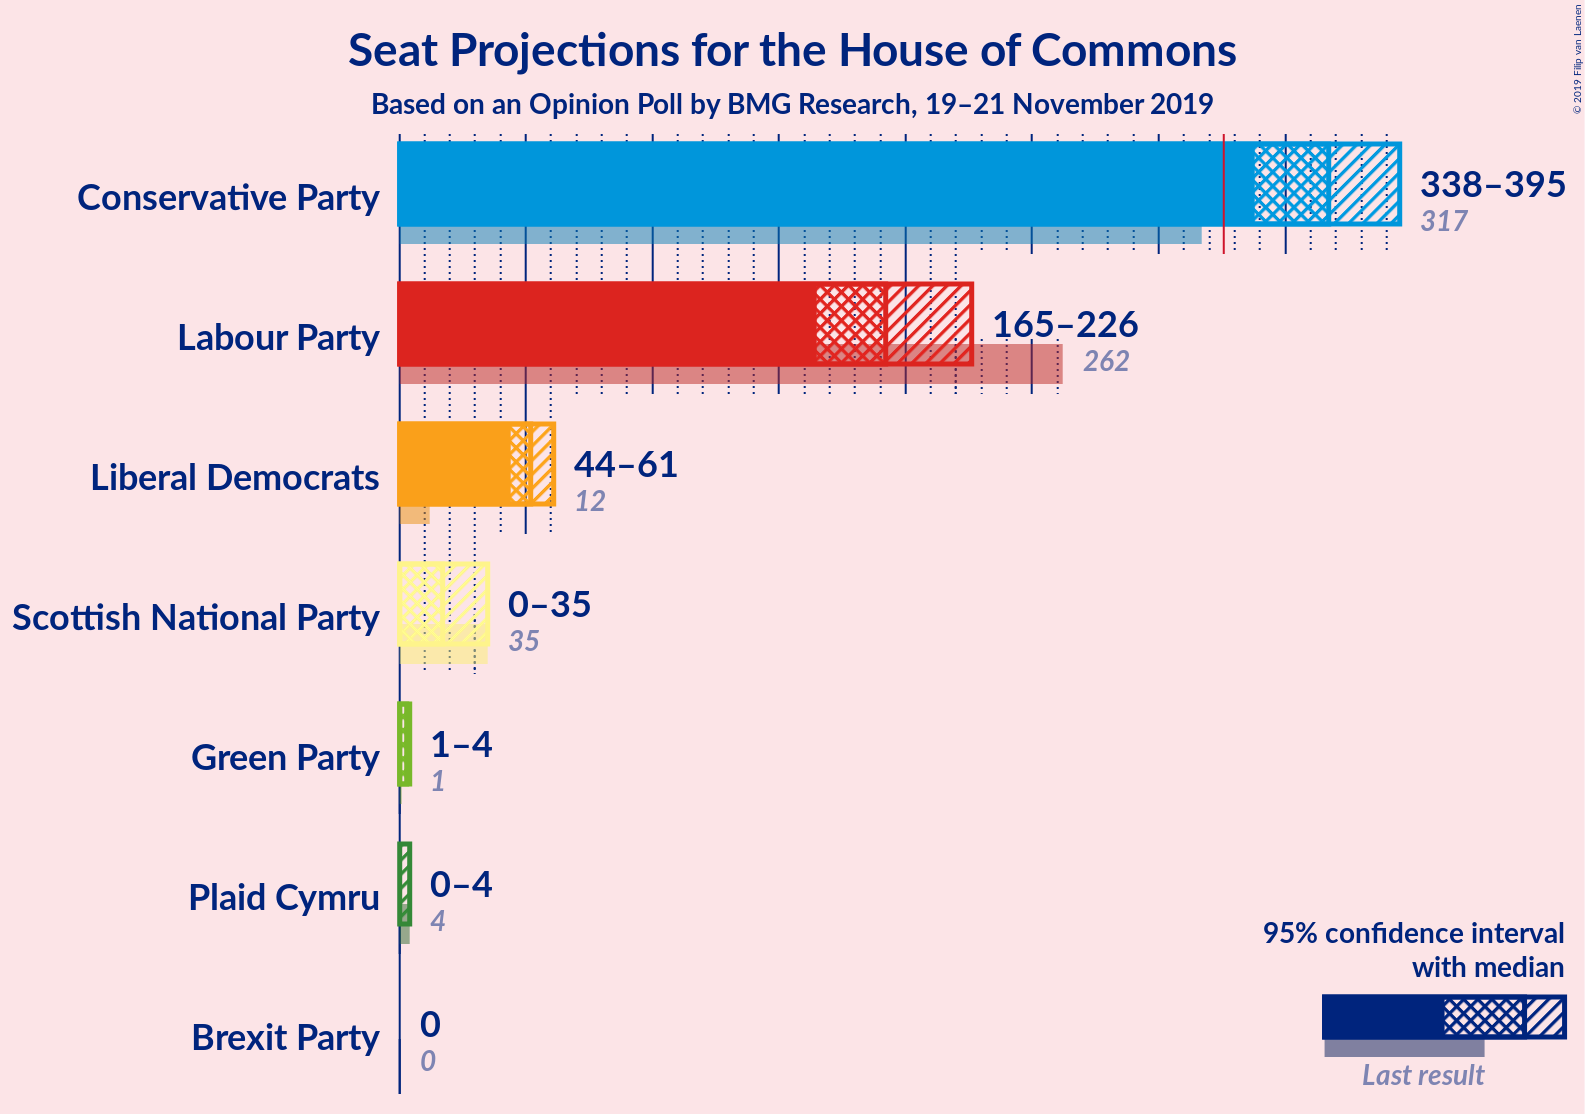 Seat Projections for the House of Commons
Based on an Opinion Poll by BMG Research, 19–21 November 2019
© 2019 Filip van Laenen
Conservative Party
338–395
317
Labour Party
165–226
262
Liberal Democrats
44–61
12
Scottish National Party
0–35
35
Green Party
1–4
1
Plaid Cymru
0–4
4
Brexit Party
0
0
95% confidence interval
with median
Last result